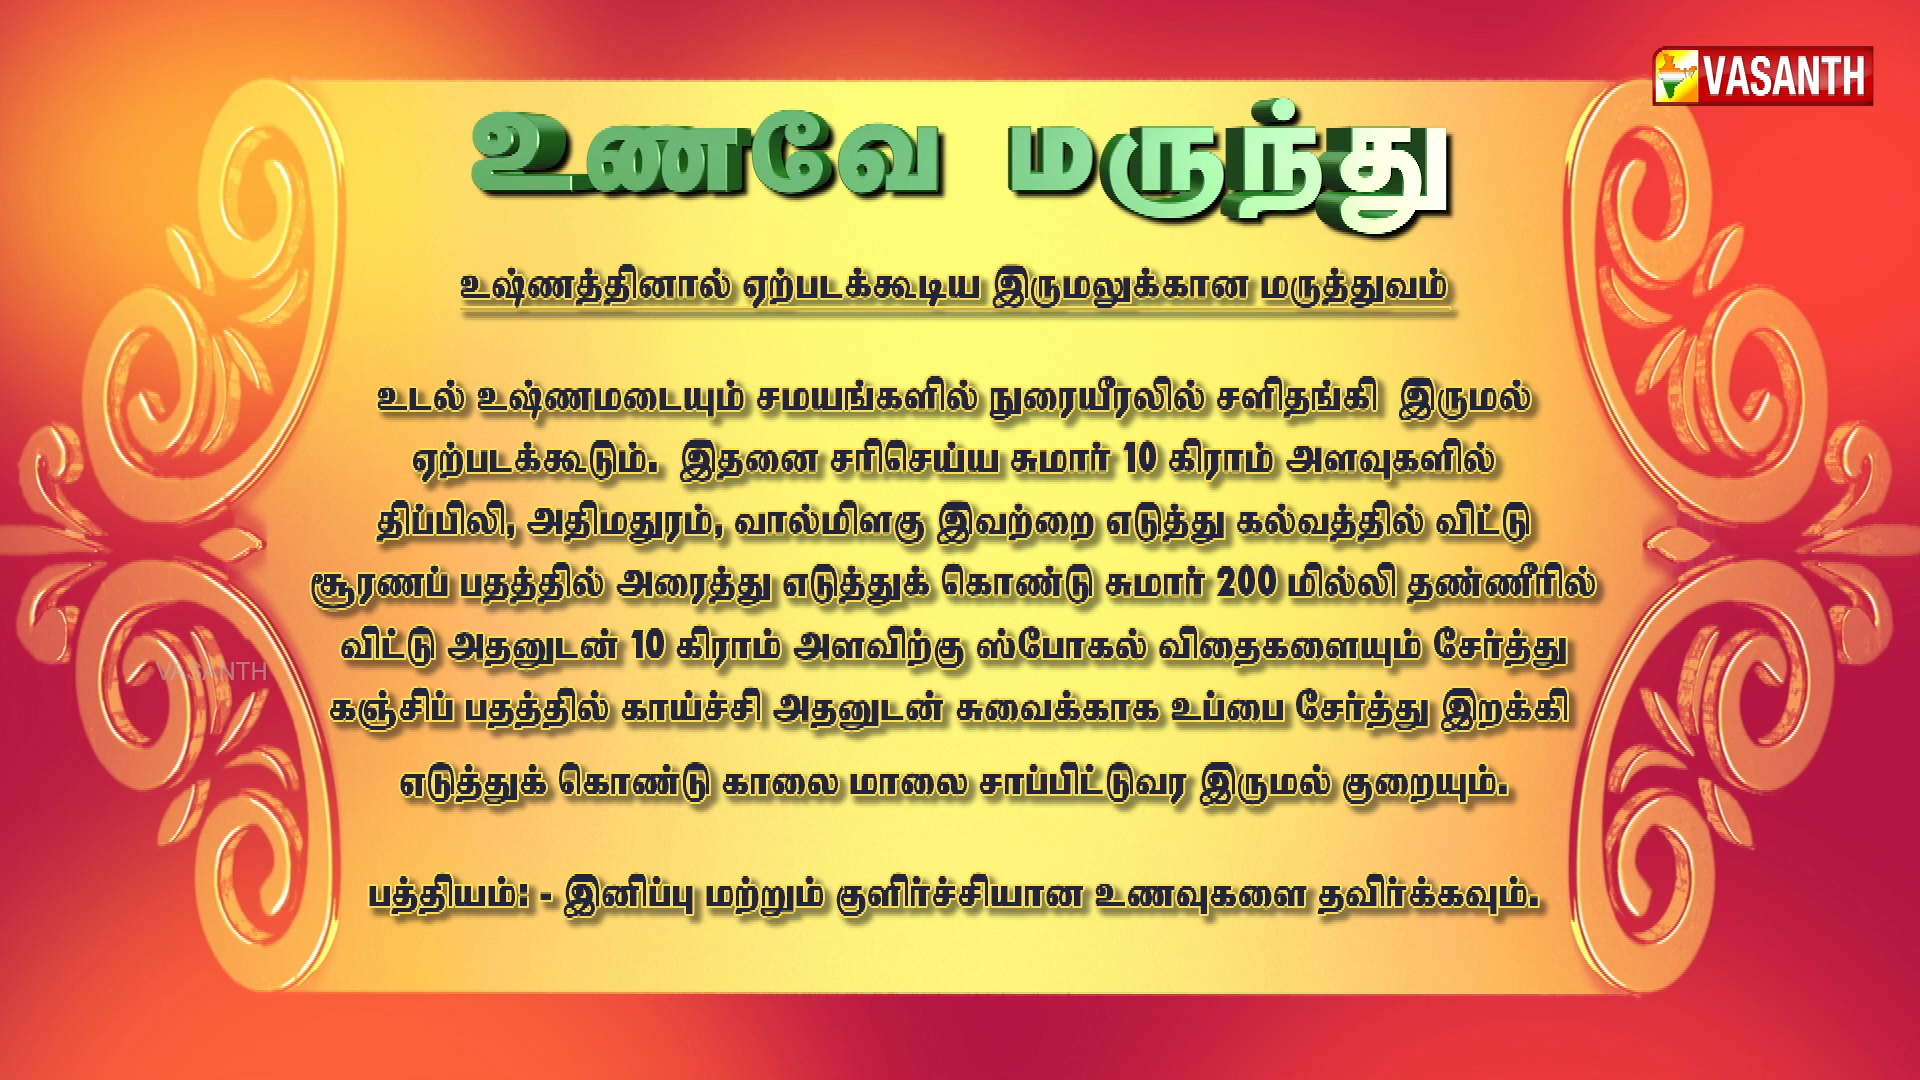 VASANTH
உணவே மருந்து
உஷ்ணத்தினால் ஏற்படக்கூடிய இருமலுக்கான மருத்துவம்
உடல் உஷ்ணமடையும் சமயங்களில் நுரையீரலில் சளிதங்கி இருமல்
ஏற்படக்கூடும். இதனை சரிசெய்ய சுமார் 10 கிராம் அளவுகளில்
திப்பிலி, அதிமதுரம், வால்மிளகு இவற்றை எடுத்து கல்வத்தில் விட்டு
சூரணப் பதத்தில் அரைத்து எடுத்துக் கொண்டு சுமார் 200 மில்லி தண்ணீரில்
விட்டு அதனுடன் 10 கிராம் அளவிற்கு ஸ்போகல் விதைகளையும் சேர்த்து
VASANTH
கஞ்சிப் பதத்தில் காய்ச்சி அதனுடன் சுவைக்காக உப்பை சேர்த்து இறக்கி
எடுத்துக் கொண்டு காலை மாலை சாப்பிட்டுவர இருமல் குறையும்.
பத்தியம்: - இனிப்பு மற்றும் குளிர்ச்சியான உணவுகளை தவிர்க்கவும்.